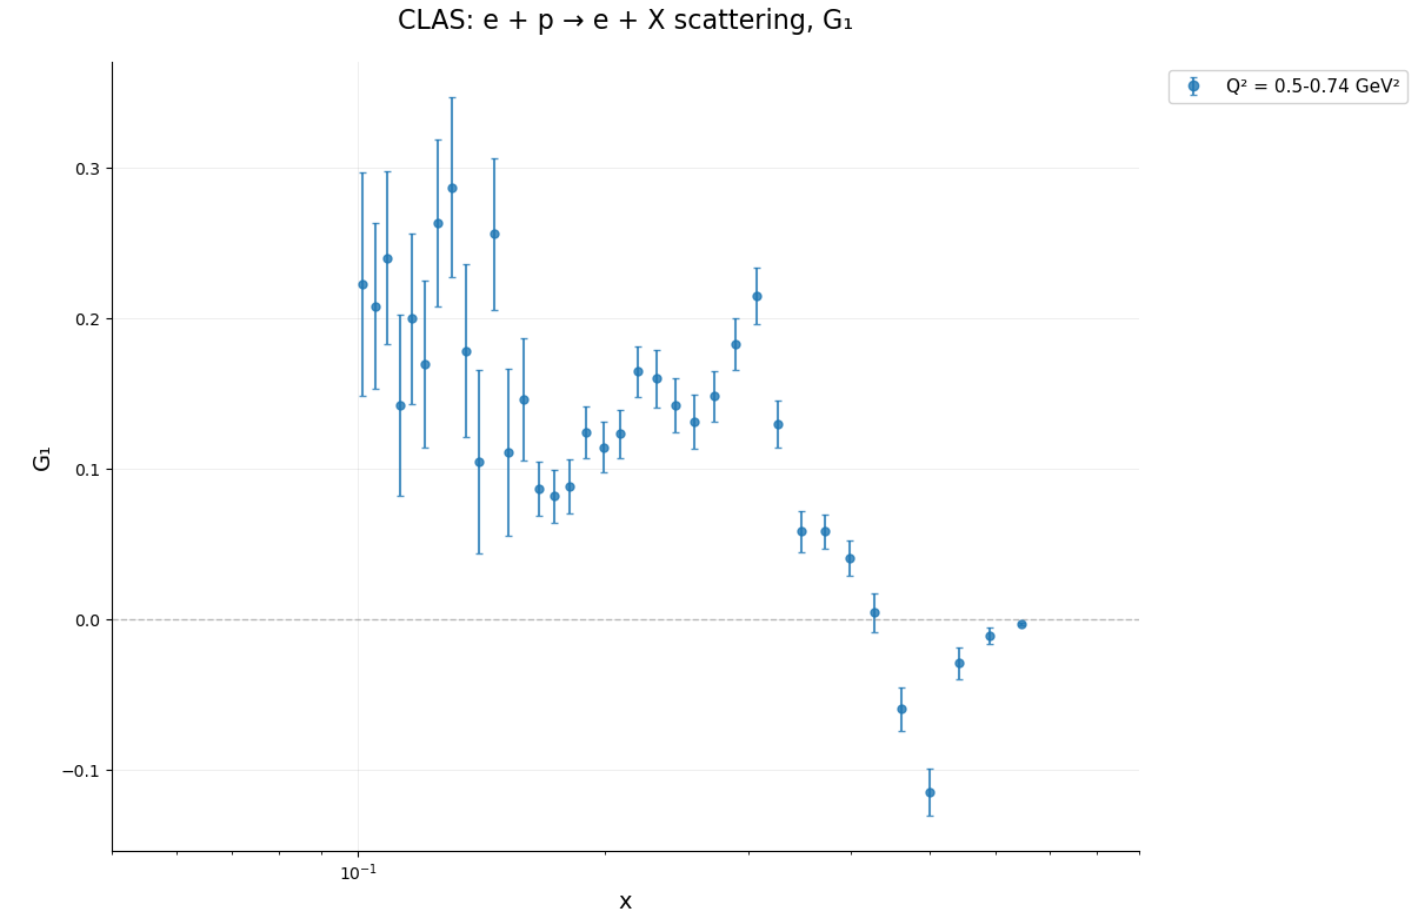 CLAS: e + p → e + X scattering, G₁
Q² = 0.5-0.74 GeV²
0.3
0.2
0.1
0.0
−0.1
G₁
10⁻¹
x